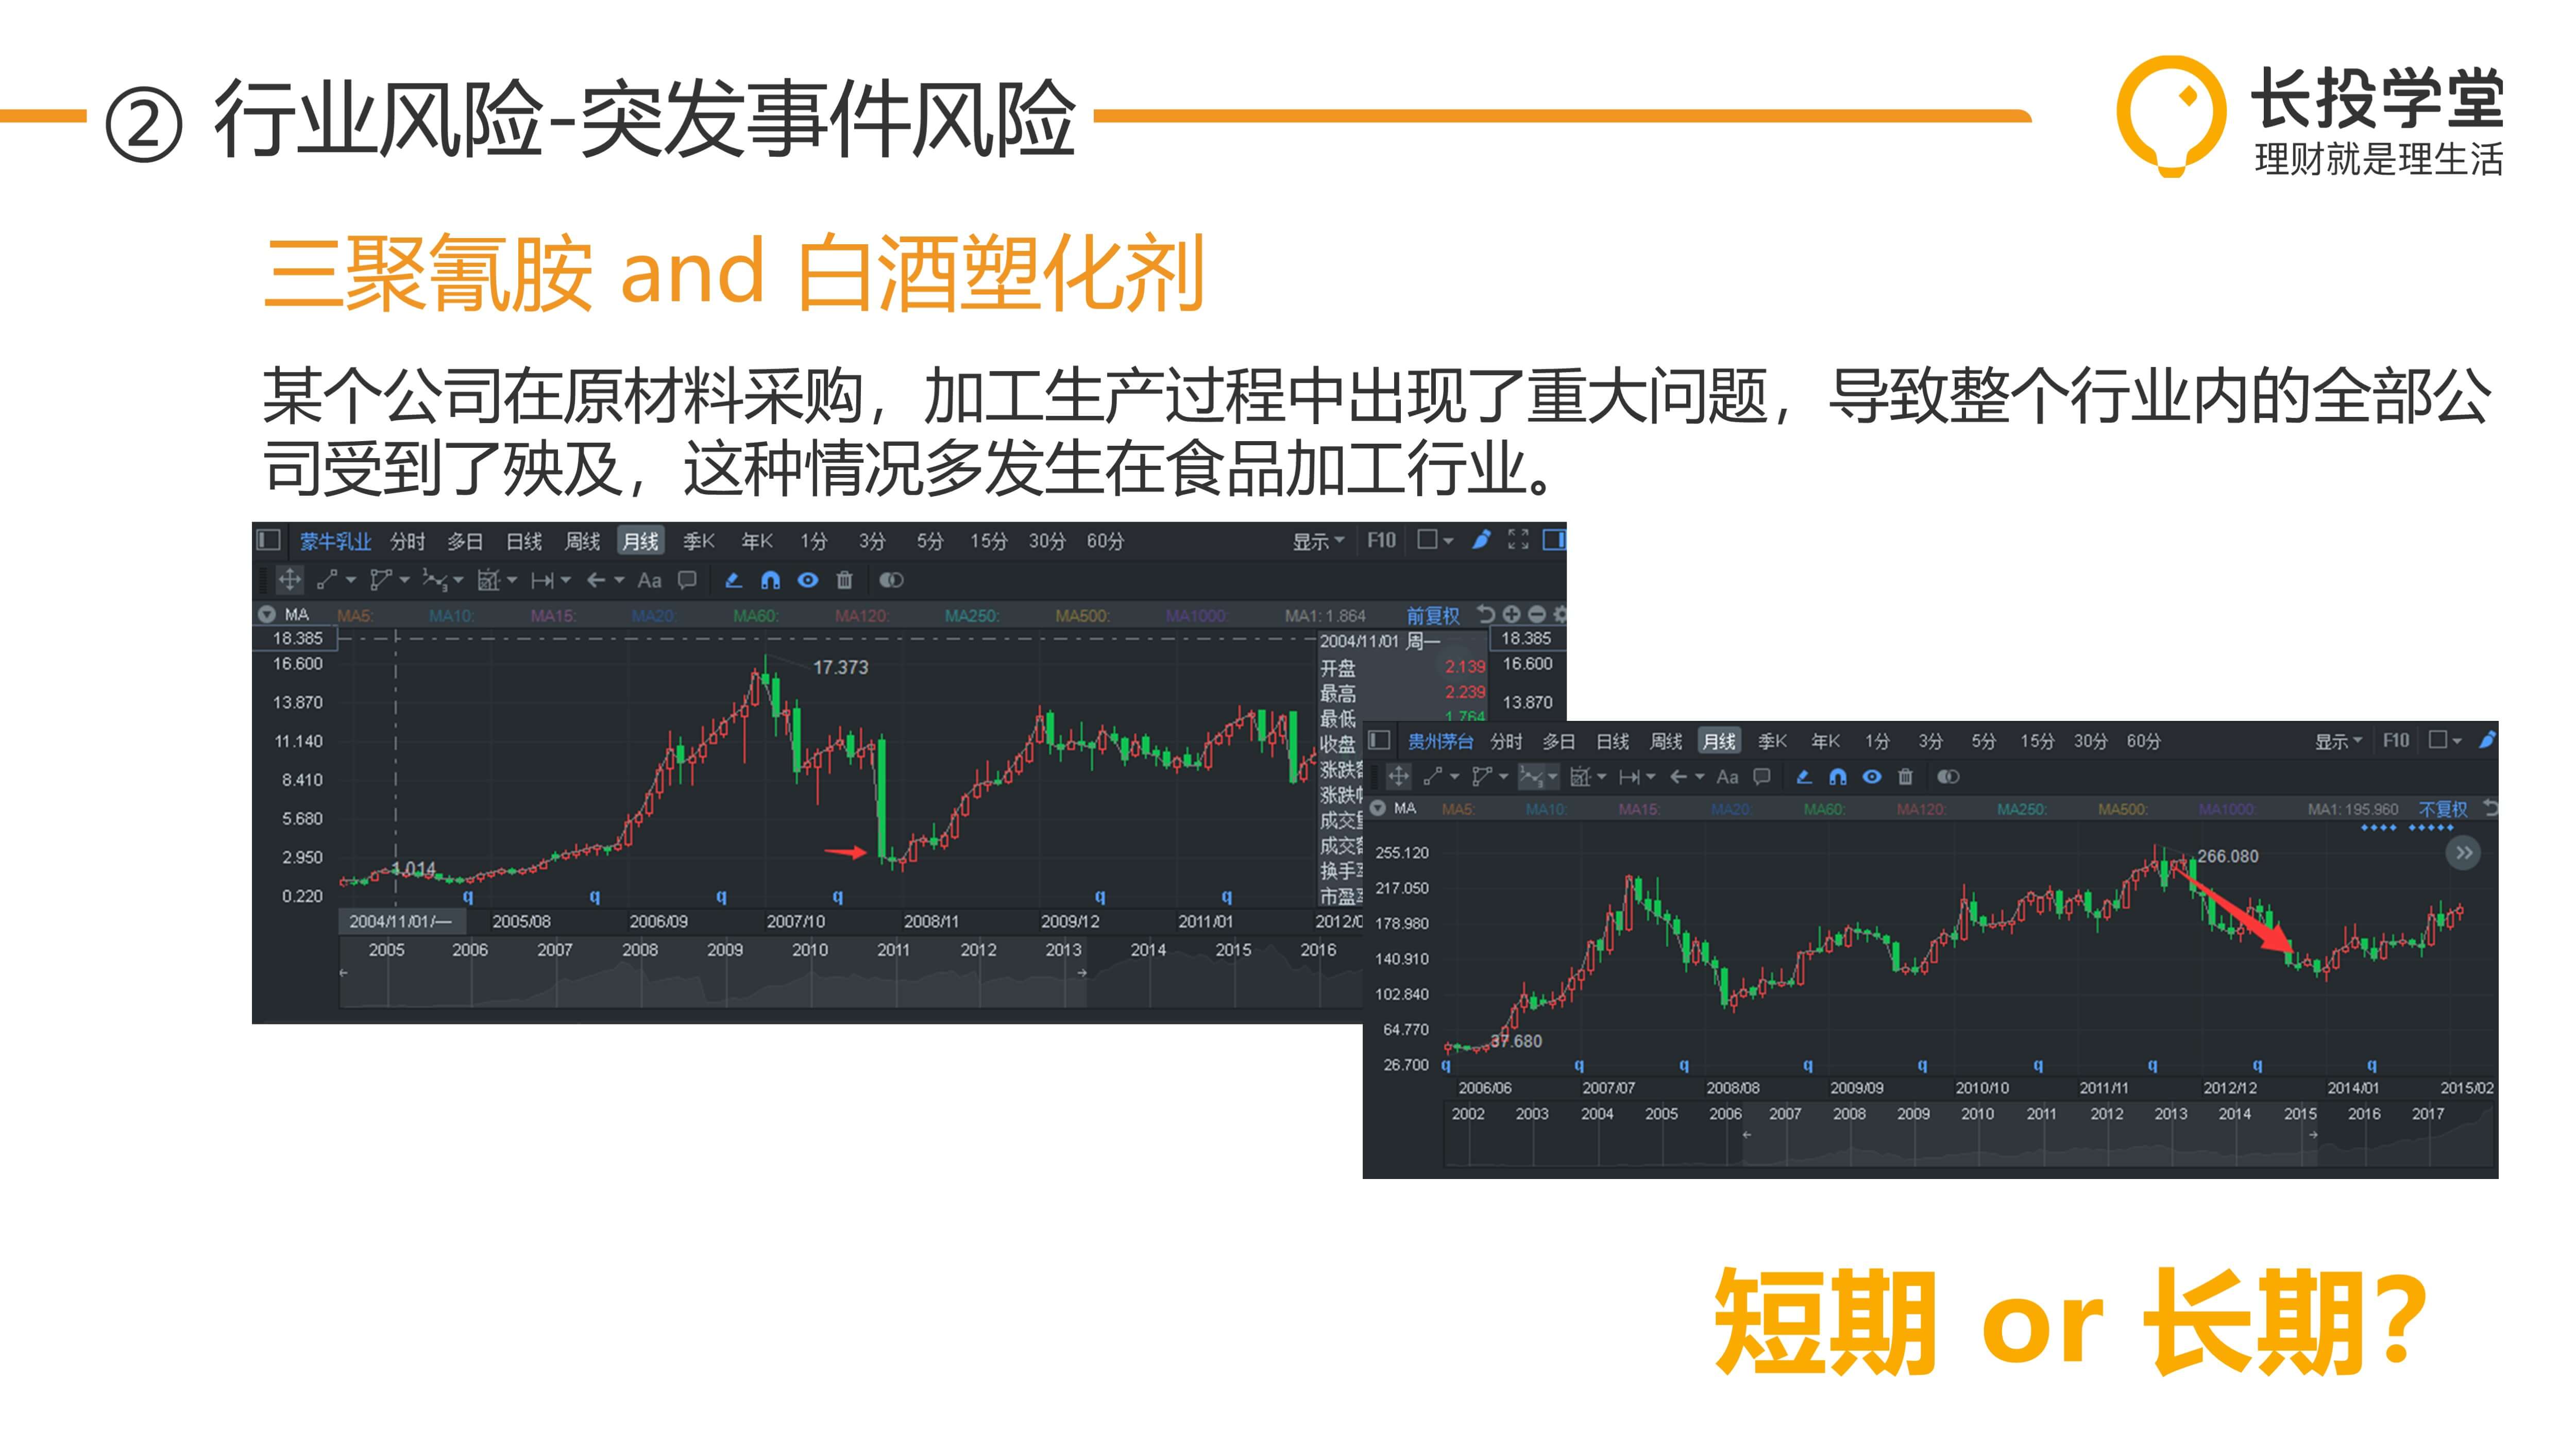 ② 行业风险-突发事件风险
长投学堂
理财就是理生活
三聚氰胺 and 白酒塑化剂
某个公司在原材料采购，加工生产过程中出现了重大问题，导致整个行业内的全部公
司受到了殃及，这种情况多发生在食品加工行业。
蒙牛乳业 分时 多日 日线 周线 月线 季K 年K 1分 3分 5分 15分 30分 60分 显示 F10
Aa
MA MA5: MA10: MA15: MA20: MA60: MA120: MA250: MA500: MA1000: MA1: 1.864 前复权
18.385 2004/11/01 周一 18.385
16.600 17.373 开盘 2.139 16.600
最高 2.239
13.870 最低 1.764 13.870
11.140 收盘
8.410 涨跌
涨跌
5.680 成交
成交
2.950 1.014 换手
0.220 q q q q q q 市盈
2004/11/01/一 2005/08 2006/09 2007/10 2008/11 2009/12 2011/01 2012/0
2005 2006 2007 2008 2009 2010 2011 2012 2013 2014 2015 2016
贵州茅台 分时 多日 日线 周线 月线 季K 年K 1分 3分 5分 15分 30分 60分 显示 F10
Aa
MA MA5: MA10: MA15: MA20 MA60: MA120: MA250: MA500: MA1000: MA1: 195.960 不复权
255.120 266.080
217.050
178.980
140.910
102.840
64.770 37.680
26.700 q q q q q q q q q
2006/06 2007/07 2008/08 2009/09 2010/10 2011/11 2012/12 2014/01 2015/02
2002 2003 2004 2005 2006 2007 2008 2009 2010 2011 2012 2013 2014 2015 2016 2017
短期 or 长期？